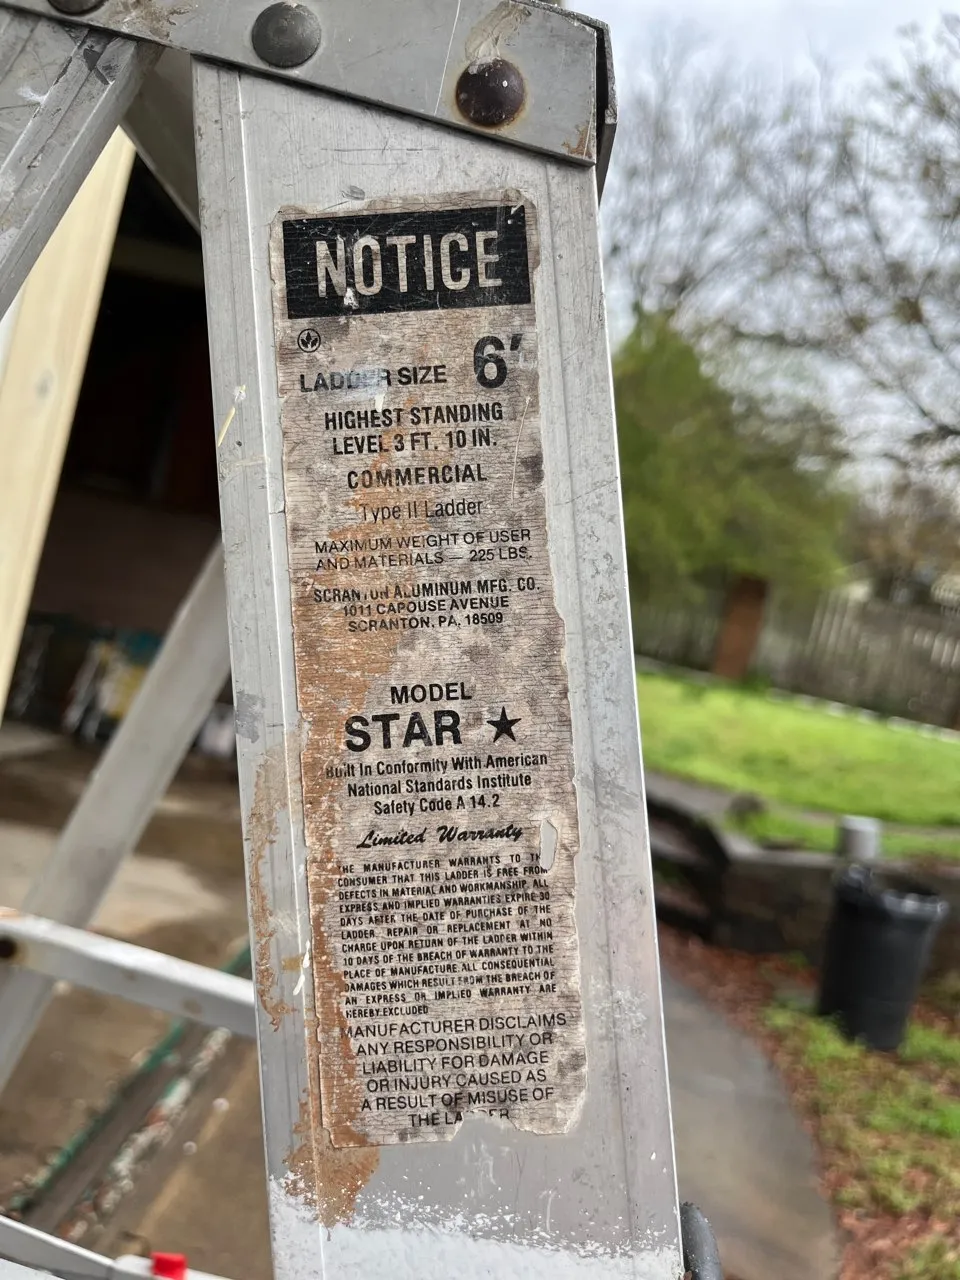 NOTICE
LADDER SIZE 6'
HIGHEST STANDING
LEVEL 3 FT. 10 IN.
COMMERCIAL
Type II Ladder
MAXIMUM WEIGHT OF USER
AND MATERIALS — 225 LBS.
SCRANTON ALUMINUM MFG. CO.
1011 CAPOUSE AVENUE
SCRANTON, PA. 18509
MODEL
STAR ★
Built In Conformity With American
National Standards Institute
Safety Code A 14.2
Limited Warranty
THE MANUFACTURER WARRANTS TO THE
CONSUMER THAT THIS LADDER IS FREE FROM
DEFECTS IN MATERIAL AND WORKMANSHIP. ALL
EXPRESS AND IMPLIED WARRANTIES EXPIRE 30
DAYS AFTER THE DATE OF PURCHASE OF THE
LADDER. REPAIR OR REPLACEMENT AT NO
CHARGE UPON RETURN OF THE LADDER WITHIN
10 DAYS OF THE BREACH OF WARRANTY TO THE
PLACE OF MANUFACTURE. ALL CONSEQUENTIAL
DAMAGES WHICH RESULT FROM THE BREACH OF
AN EXPRESS OR IMPLIED WARRANTY ARE
HEREBY EXCLUDED
MANUFACTURER DISCLAIMS
ANY RESPONSIBILITY OR
LIABILITY FOR DAMAGE
OR INJURY CAUSED AS
A RESULT OF MISUSE OF
THE LADDER